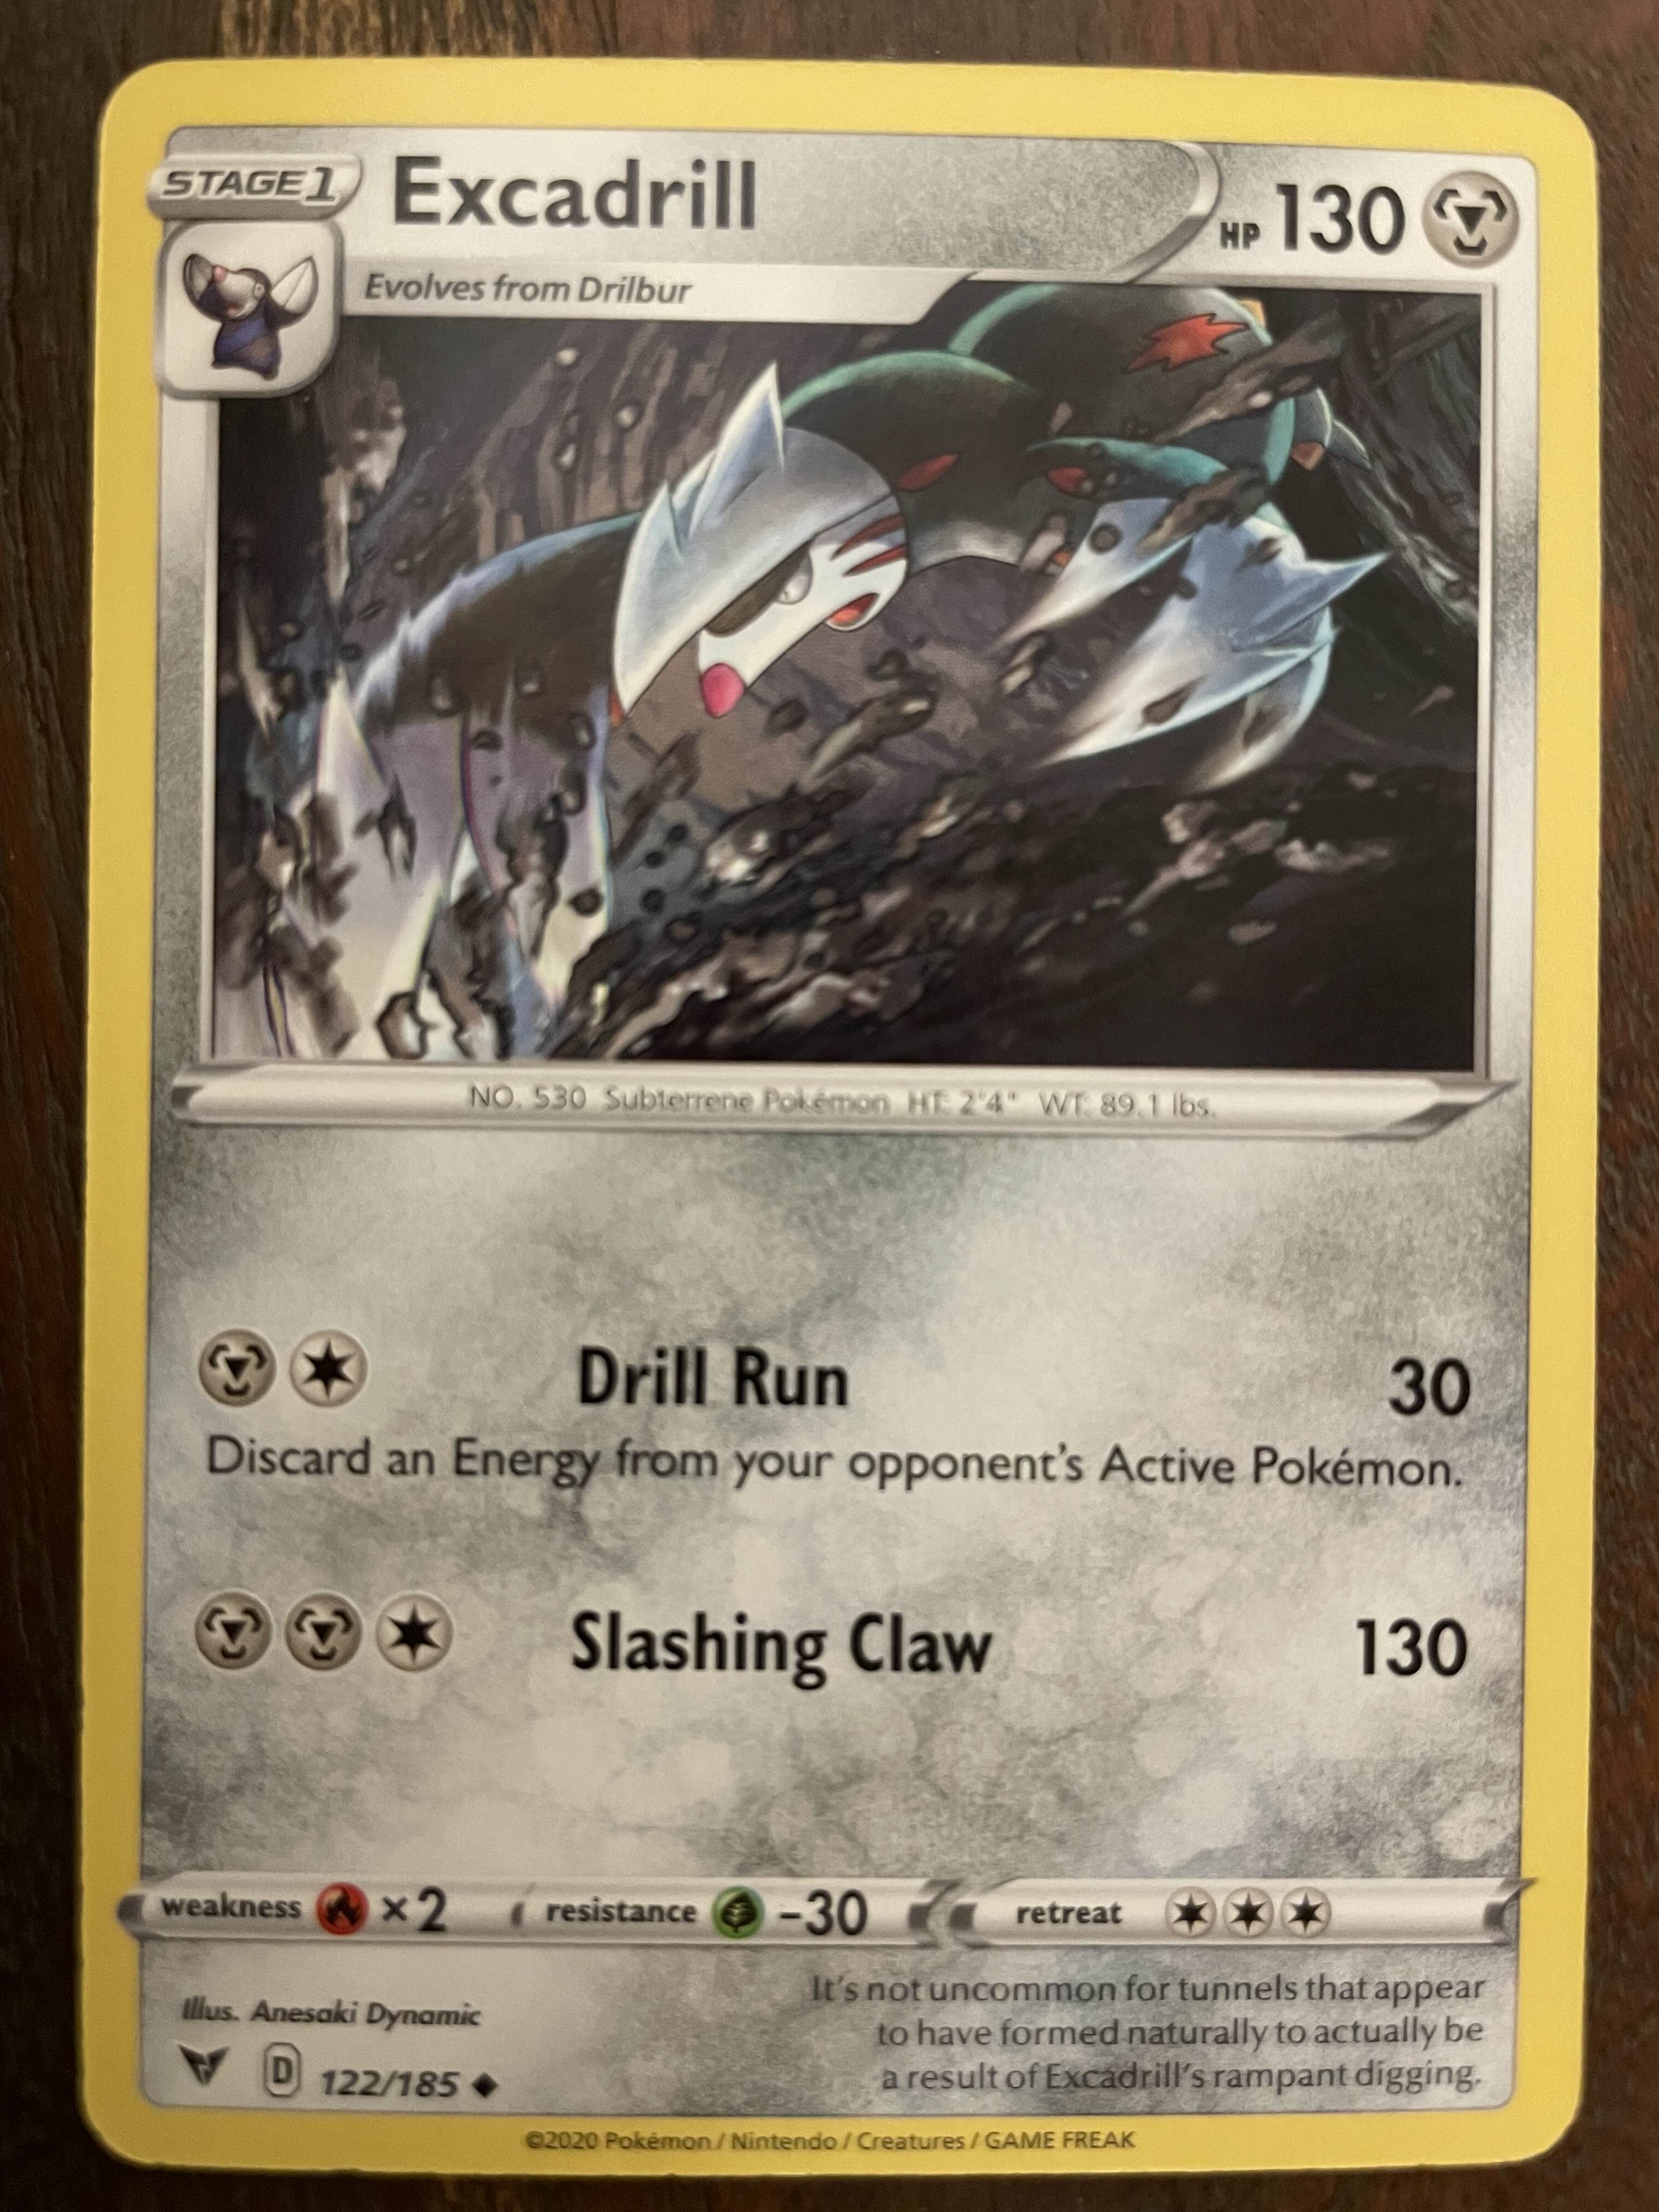 STAGE 1
Excadrill
HP 130
Evolves from Drilbur
NO. 530 Subterrene Pokémon HT: 2'4" WT: 89.1 lbs.
Drill Run 30
Discard an Energy from your opponent's Active Pokémon.
Slashing Claw 130
weakness ×2 resistance -30 retreat
Illus. Anesaki Dynamic
D 122/185
It's not uncommon for tunnels that appear
to have formed naturally to actually be
a result of Excadrill's rampant digging.
©2020 Pokémon / Nintendo / Creatures / GAME FREAK